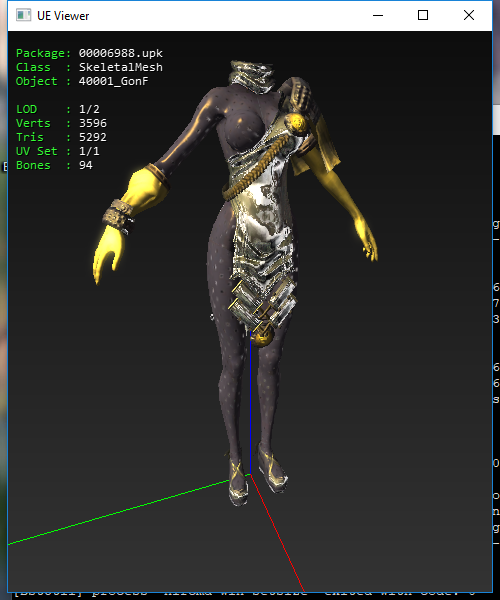 UE Viewer
Package: 00006988.upk
Class  : SkeletalMesh
Object : 40001_GonF
LOD    : 1/2
Verts  : 3596
Tris   : 5292
UV Set : 1/1
Bones  : 94